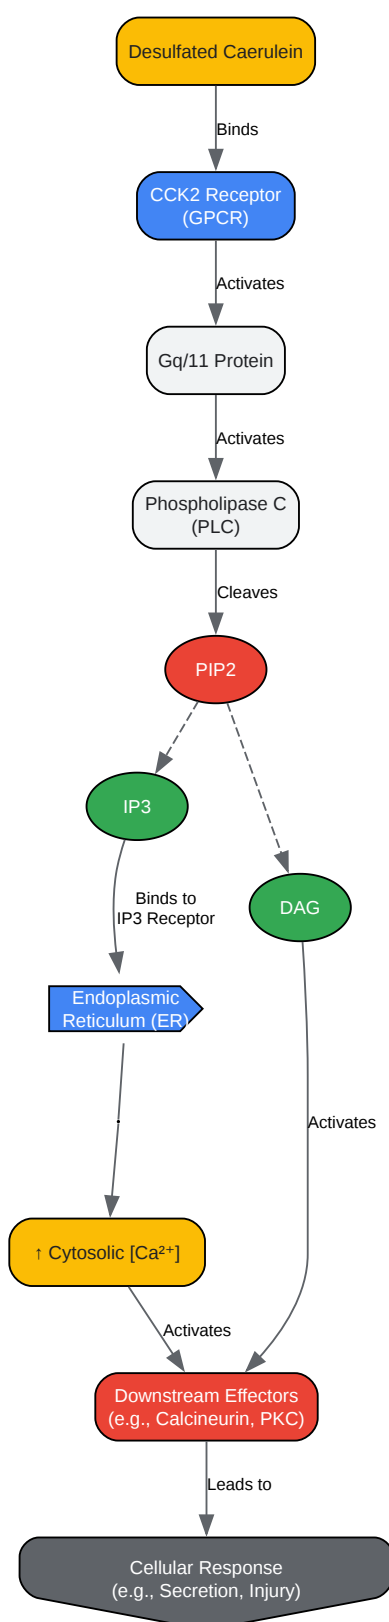 Desulfated Caerulein
Binds
CCK2 Receptor
(GPCR)
Activates
Gq/11 Protein
Activates
Phospholipase C
(PLC)
Cleaves
PIP2
IP3
DAG
Binds to
IP3 Receptor
Endoplasmic
Reticulum (ER)
Activates
↑ Cytosolic [Ca²⁺]
Activates
Downstream Effectors
(e.g., Calcineurin, PKC)
Leads to
Cellular Response
(e.g., Secretion, Injury)